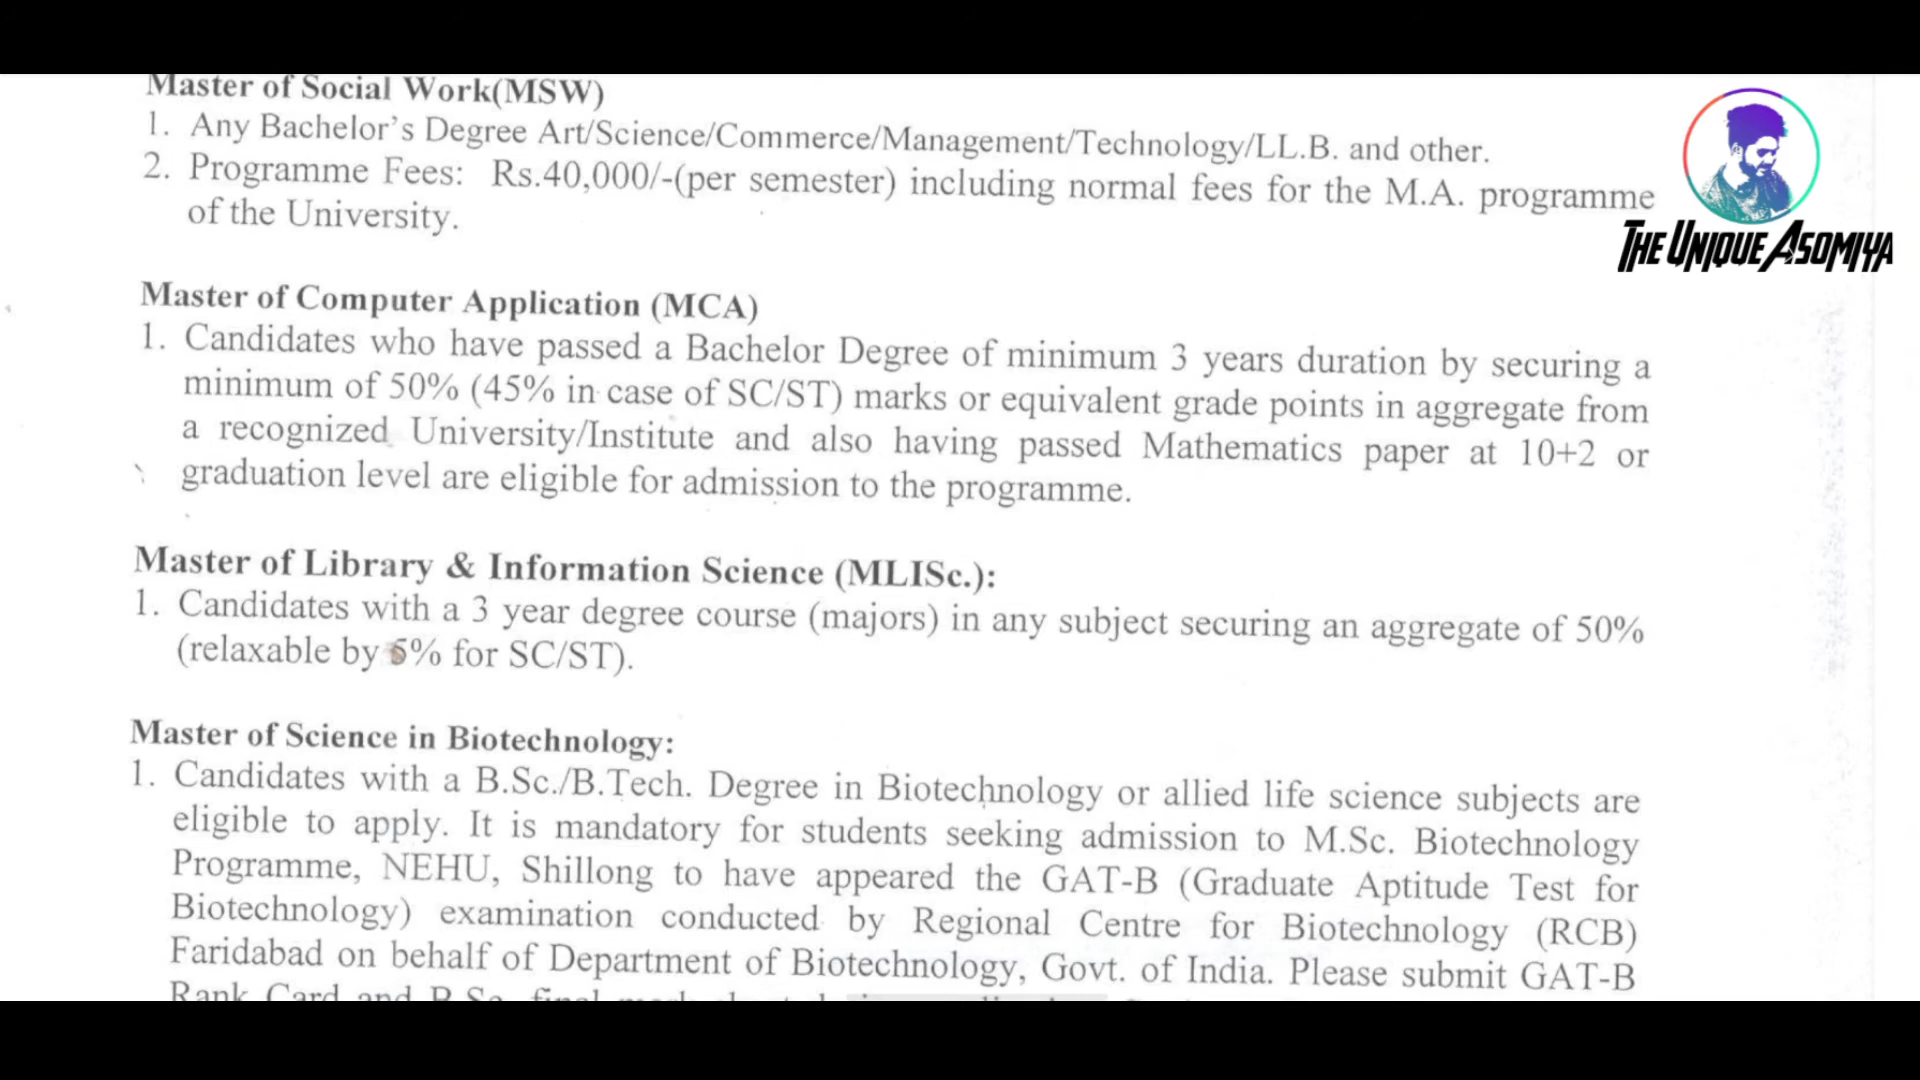 Master of Social Work(MSW)
1. Any Bachelor's Degree Art/Science/Commerce/Management/Technology/LL.B. and other.
2. Programme Fees: Rs.40,000/-(per semester) including normal fees for the M.A. programme
of the University.
THE UNIQUE ASOMIYA
Master of Computer Application (MCA)
1. Candidates who have passed a Bachelor Degree of minimum 3 years duration by securing a
minimum of 50% (45% in case of SC/ST) marks or equivalent grade points in aggregate from
a recognized University/Institute and also having passed Mathematics paper at 10+2 or
graduation level are eligible for admission to the programme.
Master of Library & Information Science (MLISc.):
1. Candidates with a 3 year degree course (majors) in any subject securing an aggregate of 50%
(relaxable by 5% for SC/ST).
Master of Science in Biotechnology:
1. Candidates with a B.Sc./B.Tech. Degree in Biotechnology or allied life science subjects are
eligible to apply. It is mandatory for students seeking admission to M.Sc. Biotechnology
Programme, NEHU, Shillong to have appeared the GAT-B (Graduate Aptitude Test for
Biotechnology) examination conducted by Regional Centre for Biotechnology (RCB)
Faridabad on behalf of Department of Biotechnology, Govt. of India. Please submit GAT-B
Rank Card and B.Sc. final